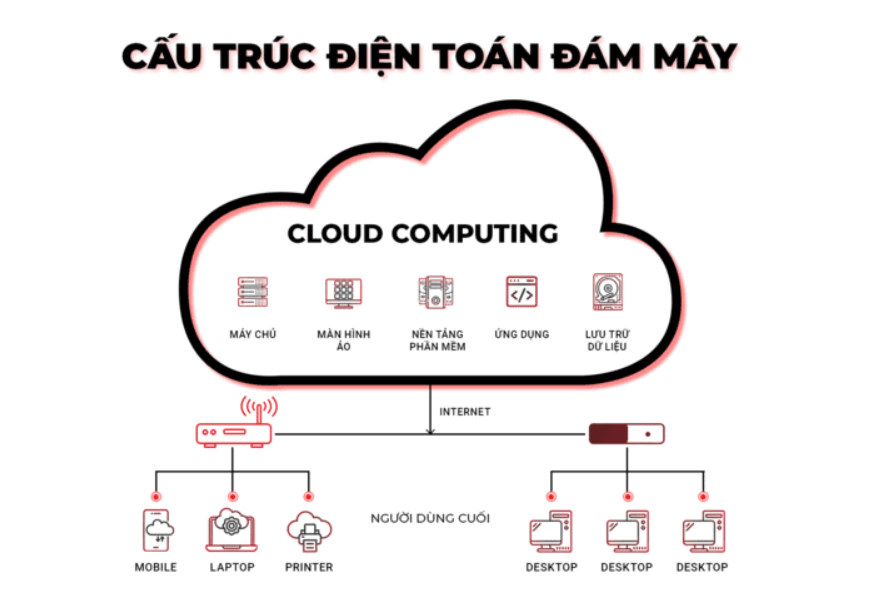 CẤU TRÚC ĐIỆN TOÁN ĐÁM MÂY
CLOUD COMPUTING
MÁY CHỦ
MÀN HÌNH
ẢO
NỀN TẢNG
PHẦN MỀM
ỨNG DỤNG
LƯU TRỮ
DỮ LIỆU
INTERNET
NGƯỜI DÙNG CUỐI
MOBILE
LAPTOP
PRINTER
DESKTOP
DESKTOP
DESKTOP